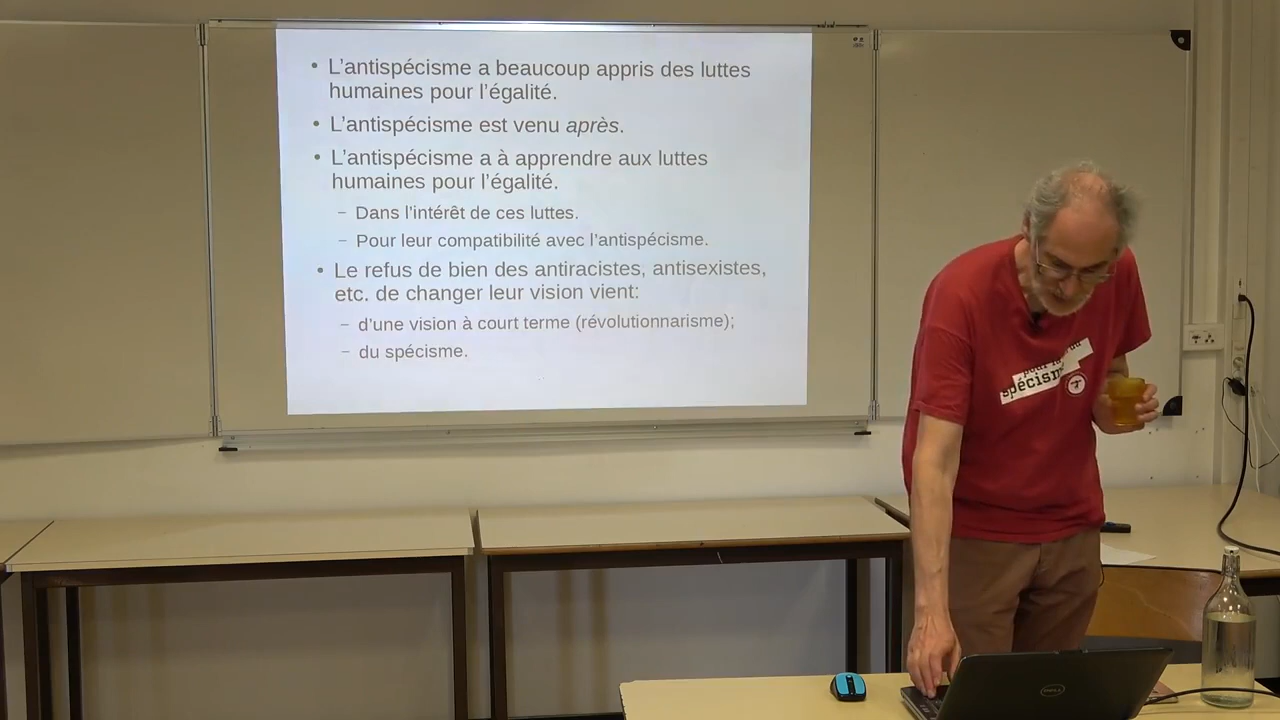 • L’antispécisme a beaucoup appris des luttes
humaines pour l’égalité.
• L’antispécisme est venu après.
• L’antispécisme a à apprendre aux luttes
humaines pour l’égalité.
– Dans l’intérêt de ces luttes.
– Pour leur compatibilité avec l’antispécisme.
• Le refus de bien des antiracistes, antisexistes,
etc. de changer leur vision vient:
– d’une vision à court terme (révolutionnarisme);
– du spécisme.
pour
spécisme
DELL